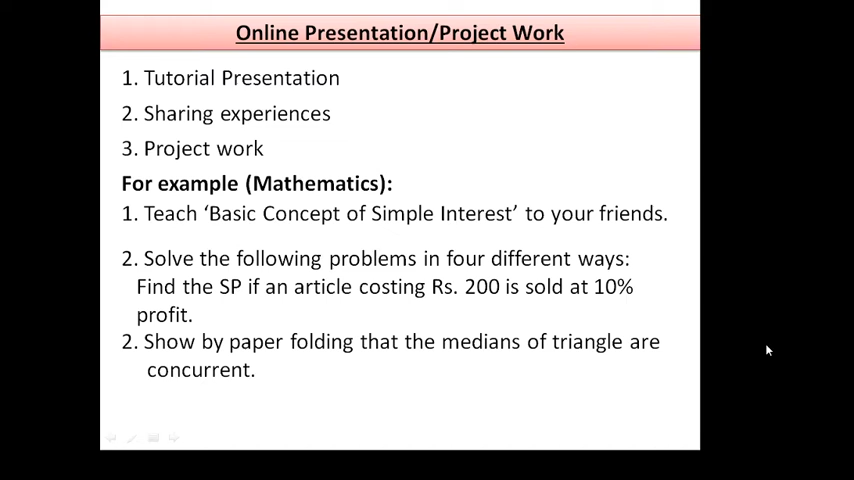 Online Presentation/Project Work
1. Tutorial Presentation
2. Sharing experiences
3. Project work
For example (Mathematics):
1. Teach ‘Basic Concept of Simple Interest’ to your friends.
2. Solve the following problems in four different ways:
Find the SP if an article costing Rs. 200 is sold at 10%
profit.
2. Show by paper folding that the medians of triangle are
concurrent.